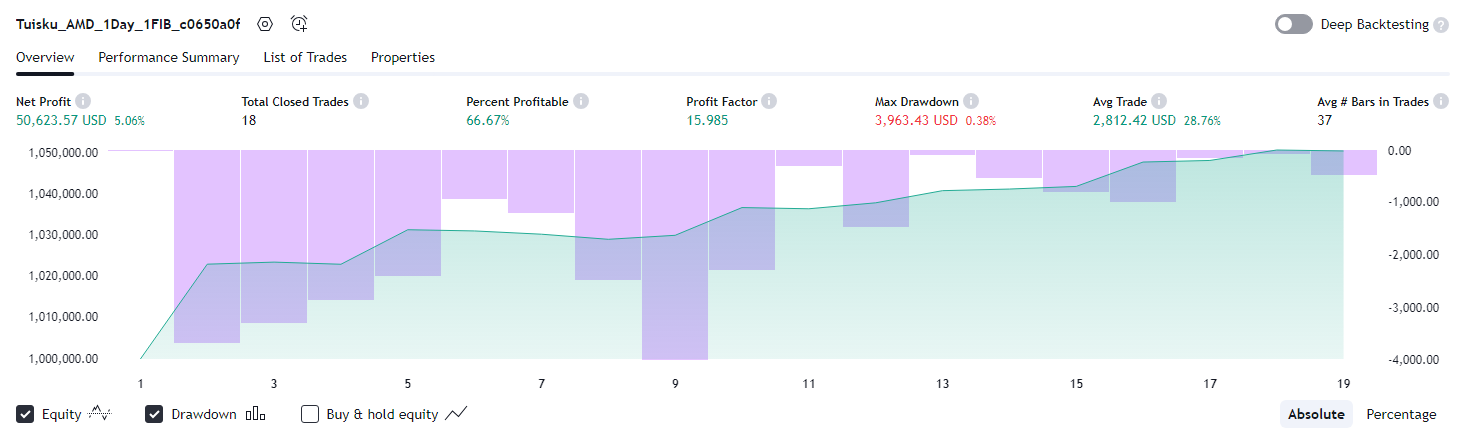 Tuisku_AMD_1Day_1FIB_c0650a0f
Deep Backtesting ?
Overview Performance Summary List of Trades Properties
Net Profit Total Closed Trades Percent Profitable Profit Factor Max Drawdown Avg Trade Avg # Bars in Trades
50,623.57 USD 5.06% 18 66.67% 15.985 3,963.43 USD 0.38% 2,812.42 USD 28.76% 37
1,050,000.00 0.00
1,040,000.00 -1,000.00
1,030,000.00 -2,000.00
1,020,000.00
1,010,000.00 -3,000.00
1,000,000.00 -4,000.00
1 3 5 7 9 11 13 15 17 19
Equity Drawdown Buy & hold equity Absolute Percentage